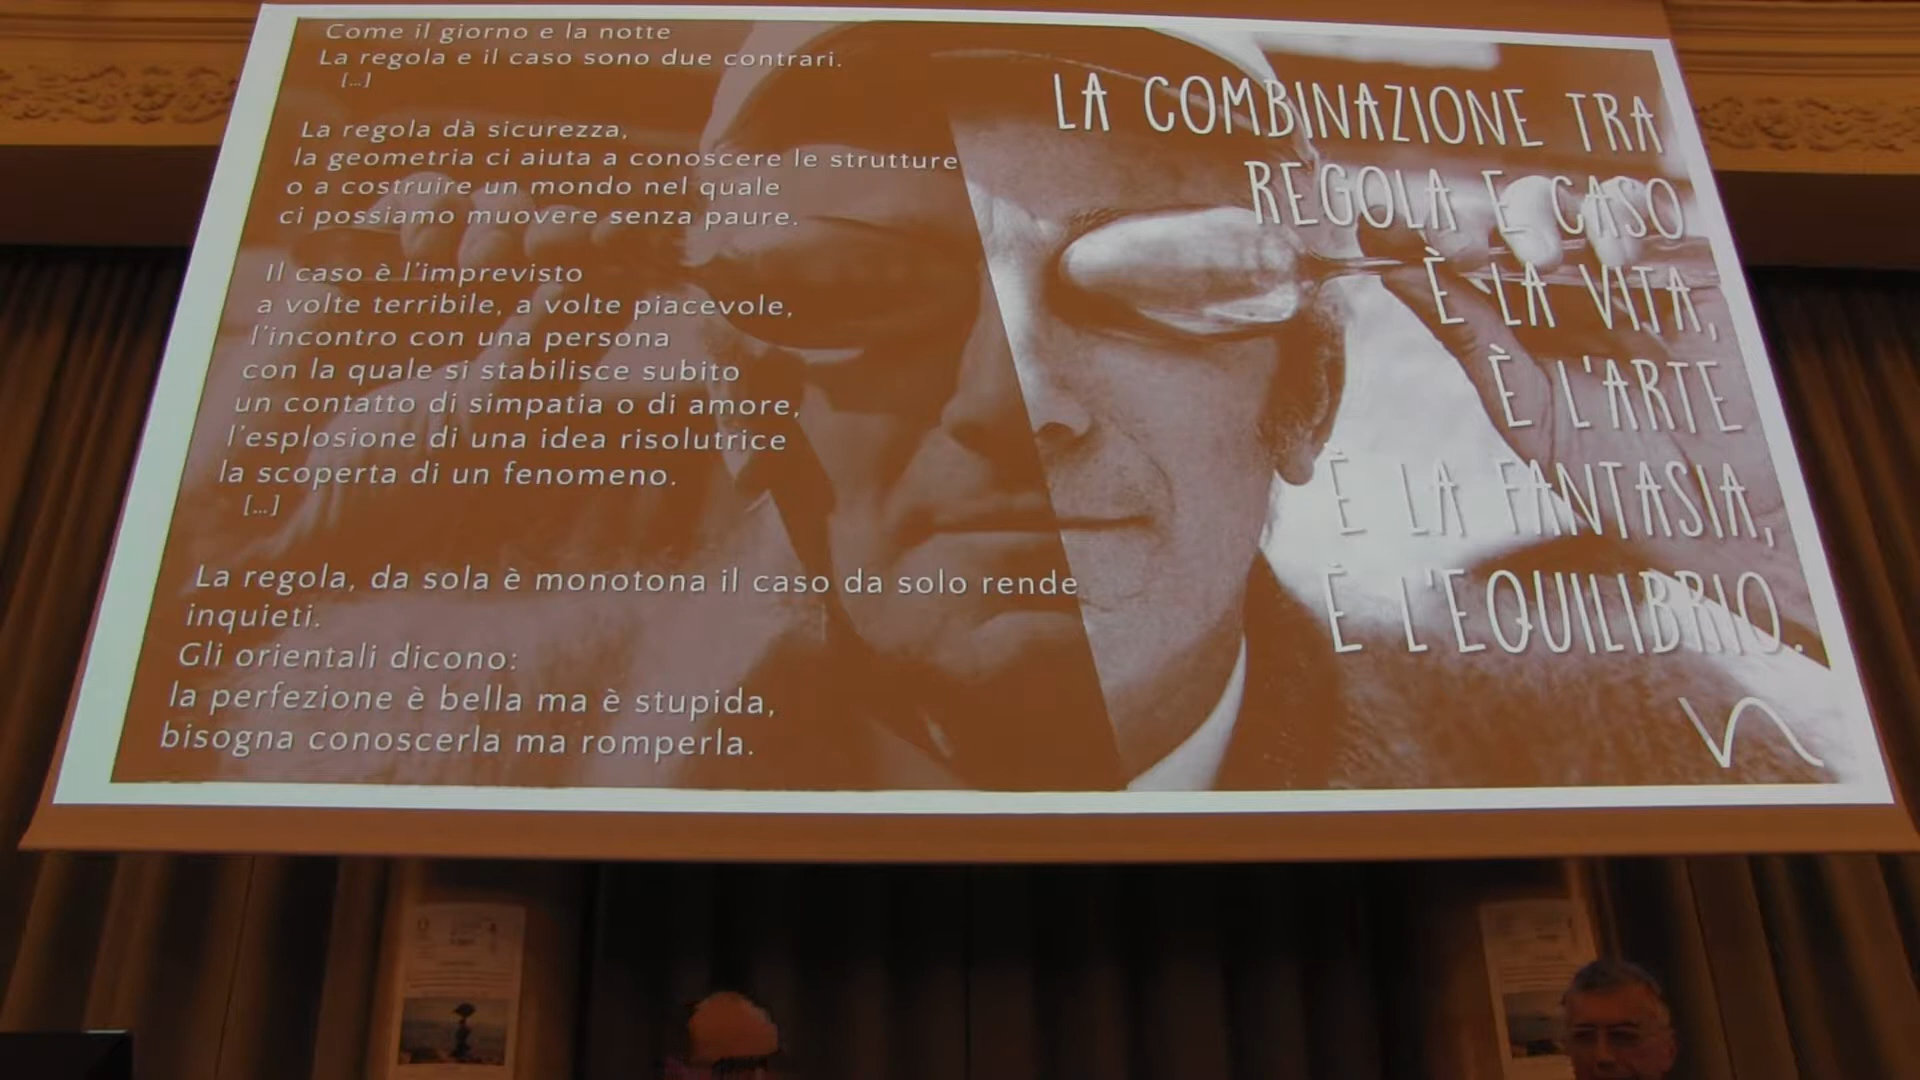 Come il giorno e la notte
La regola e il caso sono due contrari.
[...]
La regola dà sicurezza,
la geometria ci aiuta a conoscere le strutture
o a costruire un mondo nel quale
ci possiamo muovere senza paure.
Il caso è l'imprevisto
a volte terribile, a volte piacevole,
l'incontro con una persona
con la quale si stabilisce subito
un contatto di simpatia o di amore,
l'esplosione di una idea risolutrice
la scoperta di un fenomeno.
[...]
La regola, da sola è monotona il caso da solo rende
inquieti.
Gli orientali dicono:
la perfezione è bella ma è stupida,
bisogna conoscerla ma romperla.
LA COMBINAZIONE TRA
REGOLA E CASO
È LA VITA,
È L'ARTE
È LA FANTASIA,
È L'EQUILIBRIO.